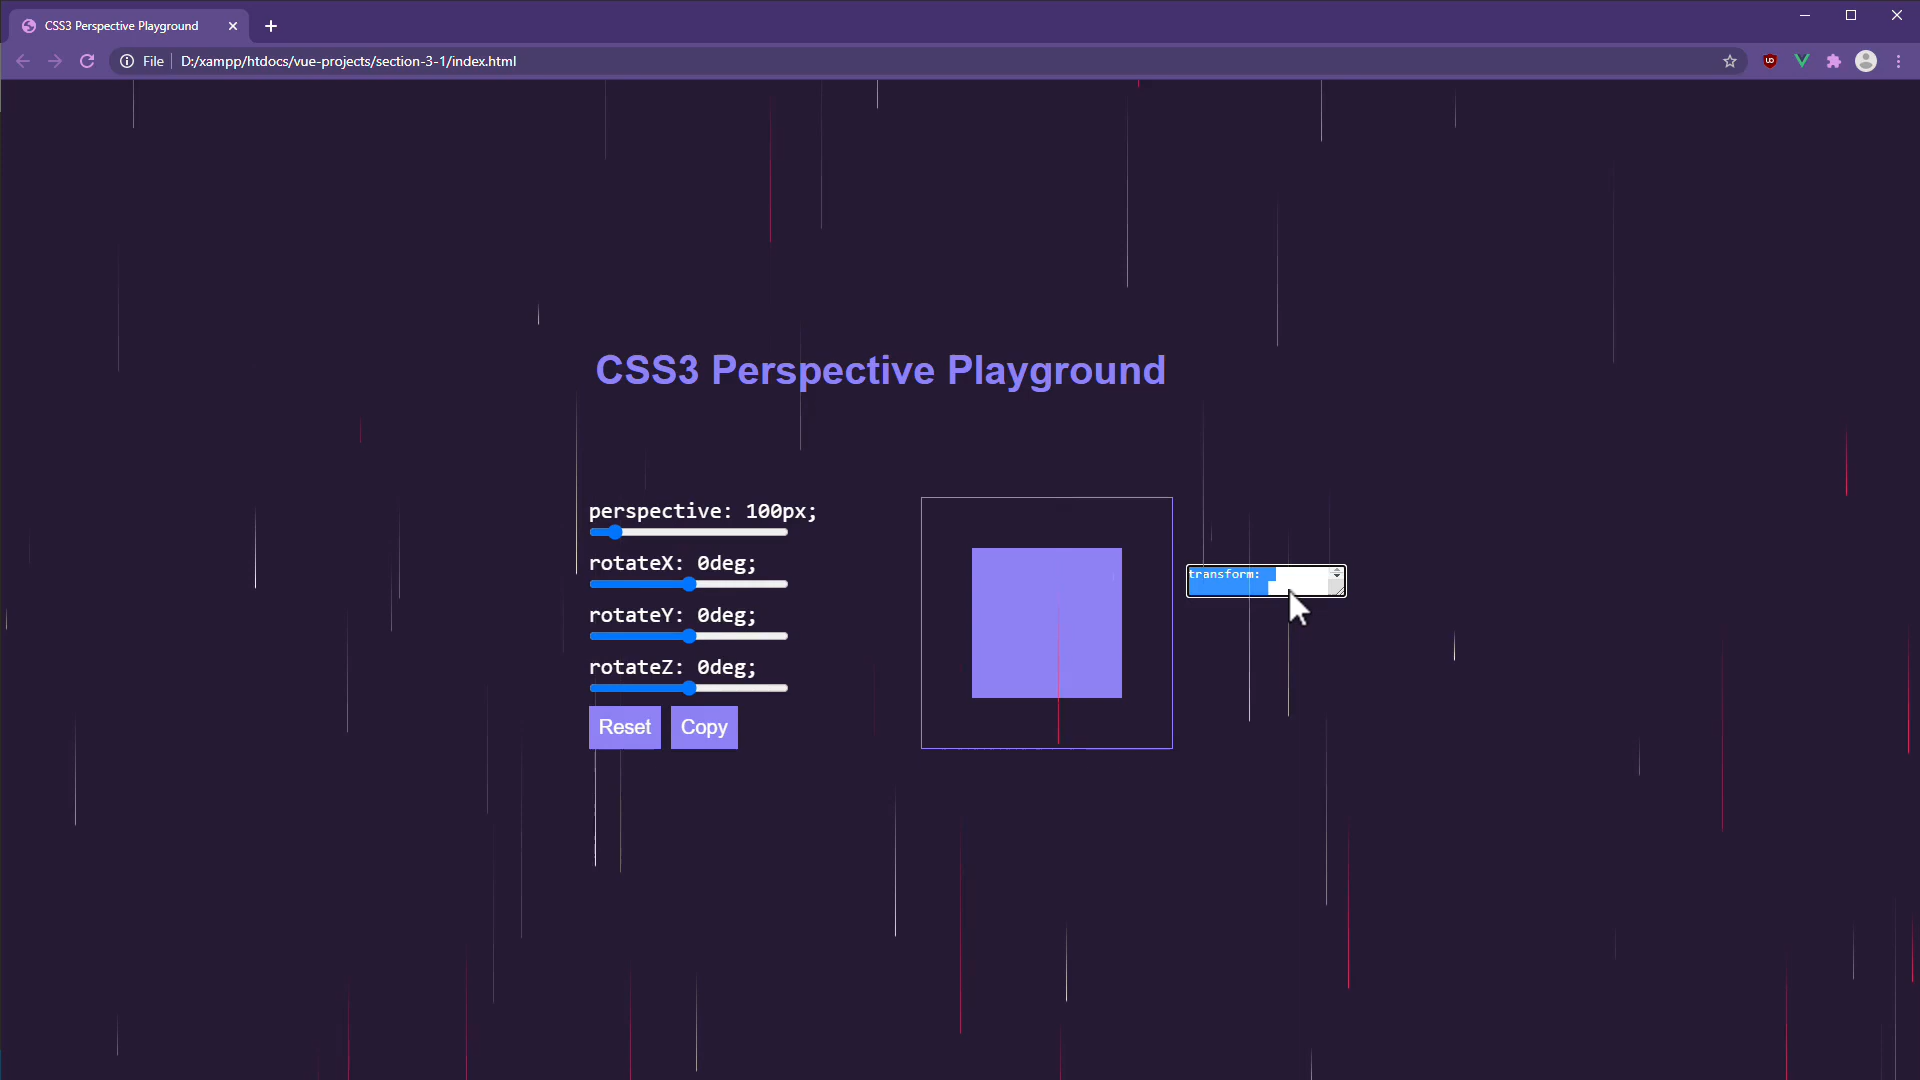 CSS3 Perspective Playground
File
D:/xampp/htdocs/vue-projects/section-3-1/index.html
CSS3 Perspective Playground
perspective: 100px;
rotateX: 0deg;
rotateY: 0deg;
rotateZ: 0deg;
Reset Copy
transform: